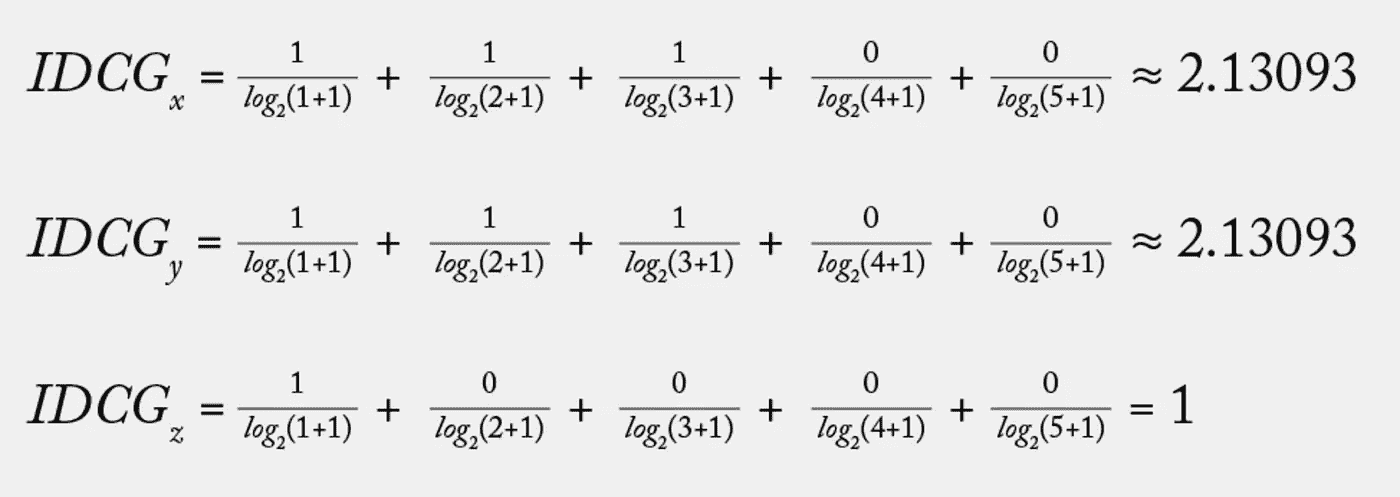 IDCG_x = 1/log_2(1+1) + 1/log_2(2+1) + 1/log_2(3+1) + 0/log_2(4+1) + 0/log_2(5+1) ≈ 2.13093
IDCG_y = 1/log_2(1+1) + 1/log_2(2+1) + 1/log_2(3+1) + 0/log_2(4+1) + 0/log_2(5+1) ≈ 2.13093
IDCG_z = 1/log_2(1+1) + 0/log_2(2+1) + 0/log_2(3+1) + 0/log_2(4+1) + 0/log_2(5+1) = 1